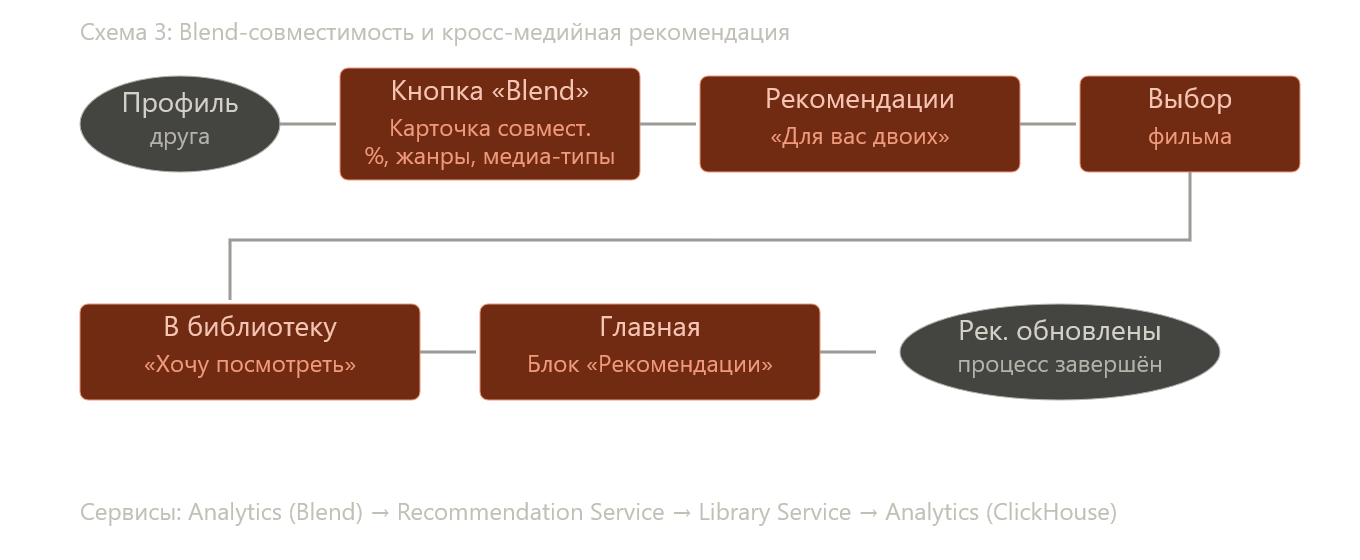 Схема 3: Blend-совместимость и кросс-медийная рекомендация
Профиль
друга
Кнопка «Blend»
Карточка совмест.
%, жанры, медиа-типы
Рекомендации
«Для вас двоих»
Выбор
фильма
В библиотеку
«Хочу посмотреть»
Главная
Блок «Рекомендации»
Рек. обновлены
процесс завершён
Сервисы: Analytics (Blend) → Recommendation Service → Library Service → Analytics (ClickHouse)